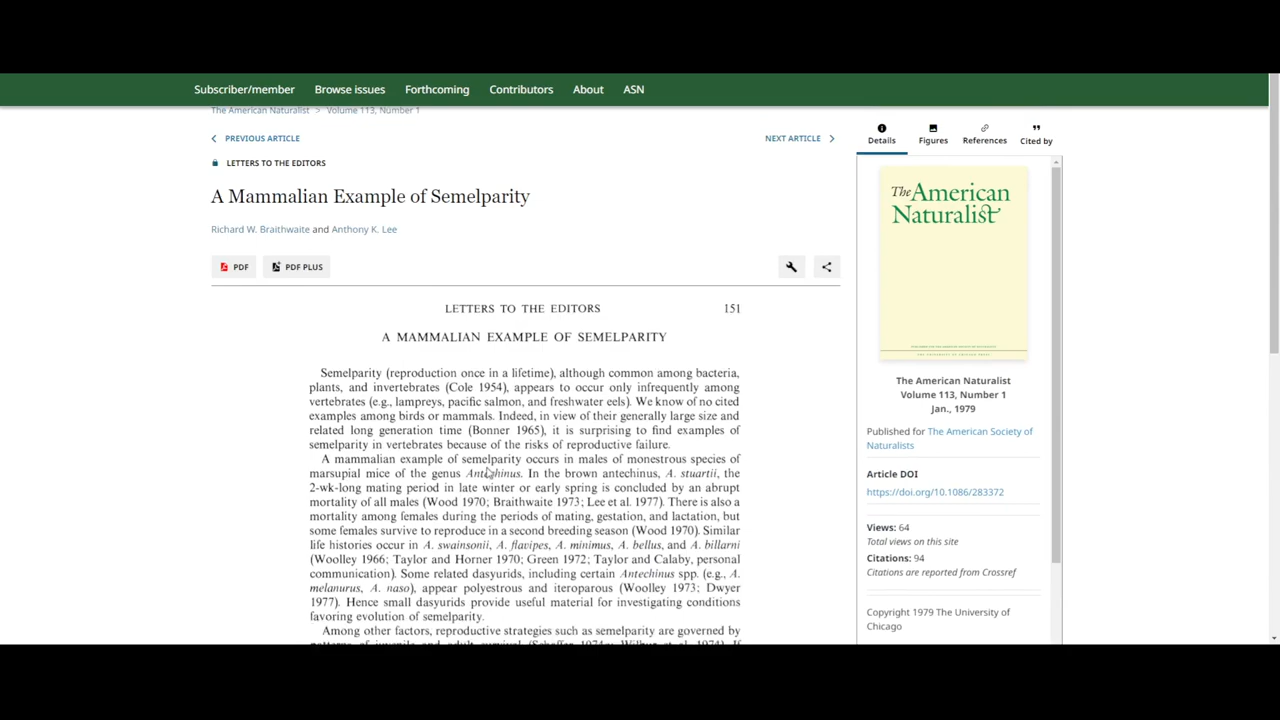 Subscriber/member Browse issues Forthcoming Contributors About ASN
The American Naturalist > Volume 113, Number 1
PREVIOUS ARTICLE
NEXT ARTICLE
LETTERS TO THE EDITORS
A Mammalian Example of Semelparity
Richard W. Braithwaite and Anthony K. Lee
PDF
PDF PLUS
LETTERS TO THE EDITORS 151
A MAMMALIAN EXAMPLE OF SEMELPARITY
Semelparity (reproduction once in a lifetime), although common among bacteria,
plants, and invertebrates (Cole 1954), appears to occur only infrequently among
vertebrates (e.g., lampreys, pacific salmon, and freshwater eels). We know of no cited
examples among birds or mammals. Indeed, in view of their generally large size and
related long generation time (Bonner 1965), it is surprising to find examples of
semelparity in vertebrates because of the risks of reproductive failure.
A mammalian example of semelparity occurs in males of monestrous species of
marsupial mice of the genus Antechinus. In the brown antechinus, A. stuartii, the
2-wk-long mating period in late winter or early spring is concluded by an abrupt
mortality of all males (Wood 1970; Braithwaite 1973; Lee et al. 1977). There is also a
mortality among females during the periods of mating, gestation, and lactation, but
some females survive to reproduce in a second breeding season (Wood 1970). Similar
life histories occur in A. swainsonii, A. flavipes, A. minimus, A. bellus, and A. billarni
(Woolley 1966; Taylor and Horner 1970; Green 1972; Taylor and Calaby, personal
communication). Some related dasyurids, including certain Antechinus spp. (e.g., A.
melanurus, A. naso), appear polyestrous and iteroparous (Woolley 1973; Dwyer
1977). Hence small dasyurids provide useful material for investigating conditions
favoring evolution of semelparity.
Among other factors, reproductive strategies such as semelparity are governed by
Details Figures References Cited by
The American
Naturalist
The American Naturalist
Volume 113, Number 1
Jan., 1979
Published for The American Society of
Naturalists
Article DOI
https://doi.org/10.1086/283372
Views: 64
Total views on this site
Citations: 94
Citations are reported from Crossref
Copyright 1979 The University of
Chicago